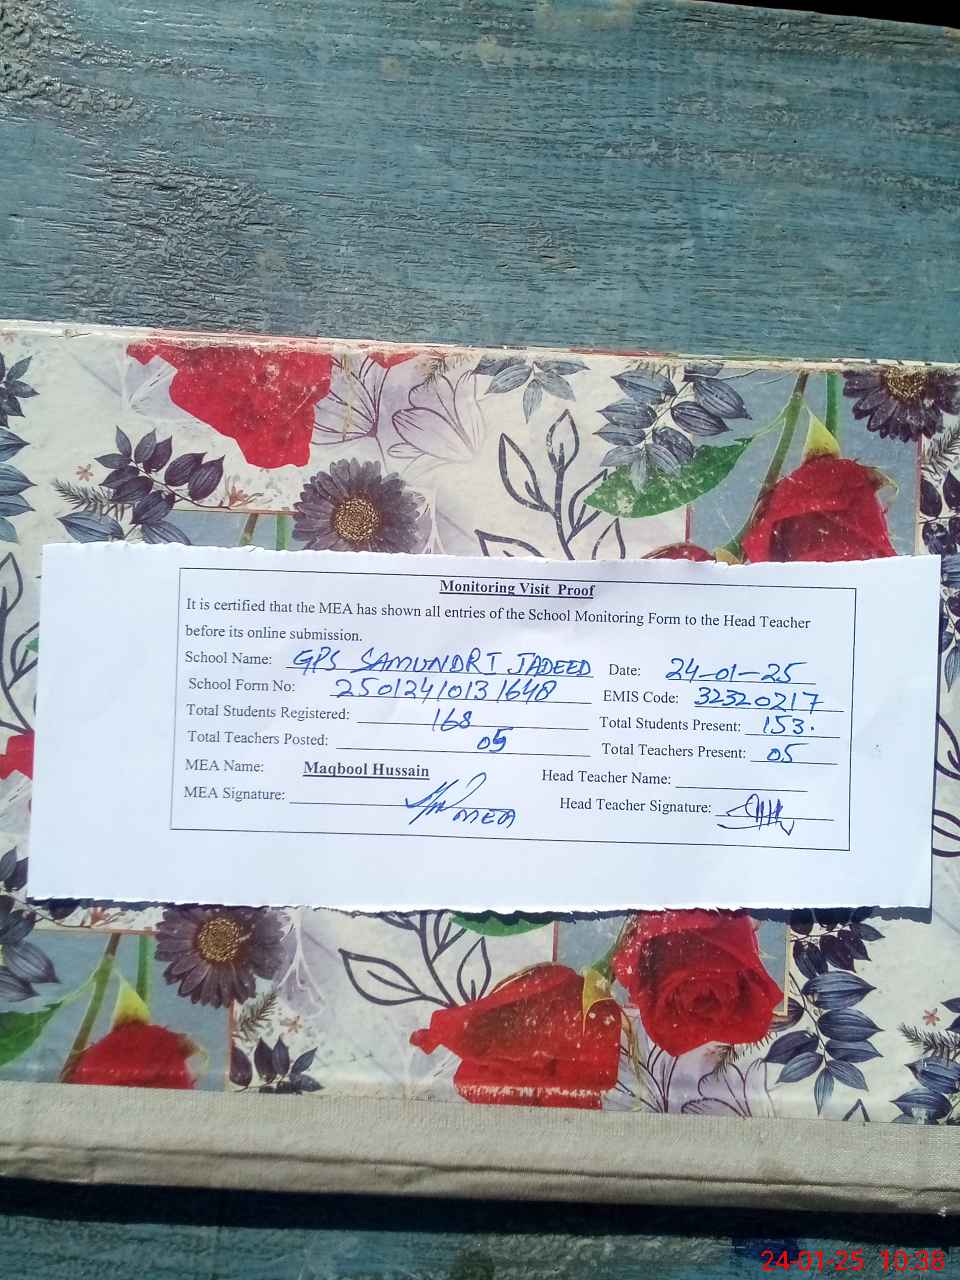 Monitoring Visit Proof
It is certified that the MEA has shown all entries of the School Monitoring Form to the Head Teacher
before its online submission.
School Name: GPS SAMUNDRI JADEED Date: 24-01-25
School Form No: 25012410131648 EMIS Code: 32320217
Total Students Registered: 168 Total Students Present: 153.
Total Teachers Posted: 05 Total Teachers Present: 05
MEA Name: Maqbool Hussain Head Teacher Name:
MEA Signature: MEA Head Teacher Signature:
24-01-25 10:38